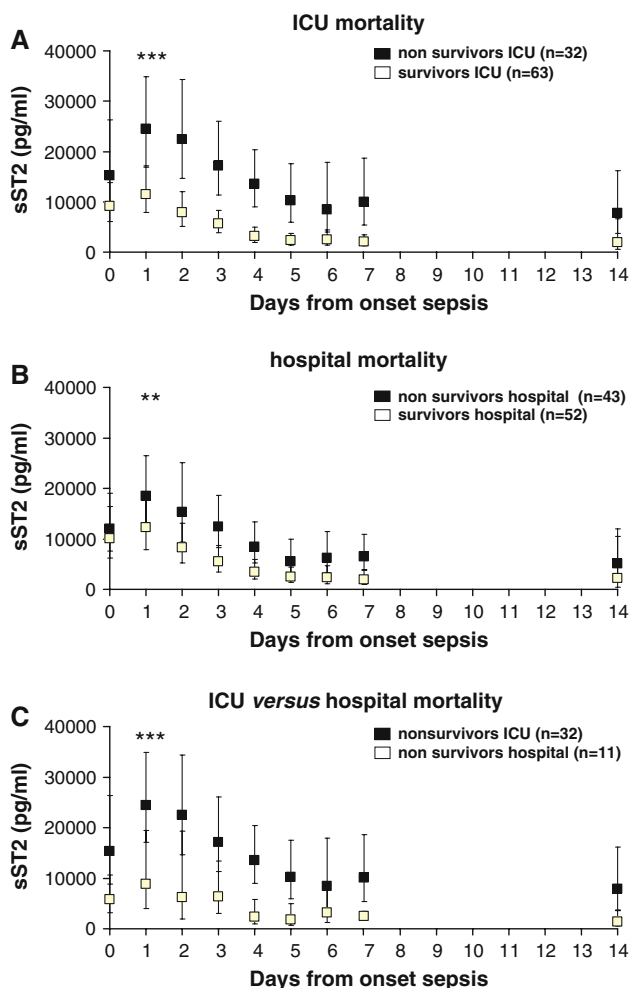 A
ICU mortality
sST2 (pg/ml)
40000
30000
20000
10000
0
***
non survivors ICU (n=32)
survivors ICU (n=63)
0 1 2 3 4 5 6 7 8 9 10 11 12 13 14
Days from onset sepsis
B
hospital mortality
sST2 (pg/ml)
40000
30000
20000
10000
0
**
non survivors hospital (n=43)
survivors hospital (n=52)
0 1 2 3 4 5 6 7 8 9 10 11 12 13 14
Days from onset sepsis
C
ICU versus hospital mortality
sST2 (pg/ml)
40000
30000
20000
10000
0
***
nonsurvivors ICU (n=32)
non survivors hospital (n=11)
0 1 2 3 4 5 6 7 8 9 10 11 12 13 14
Days from onset sepsis